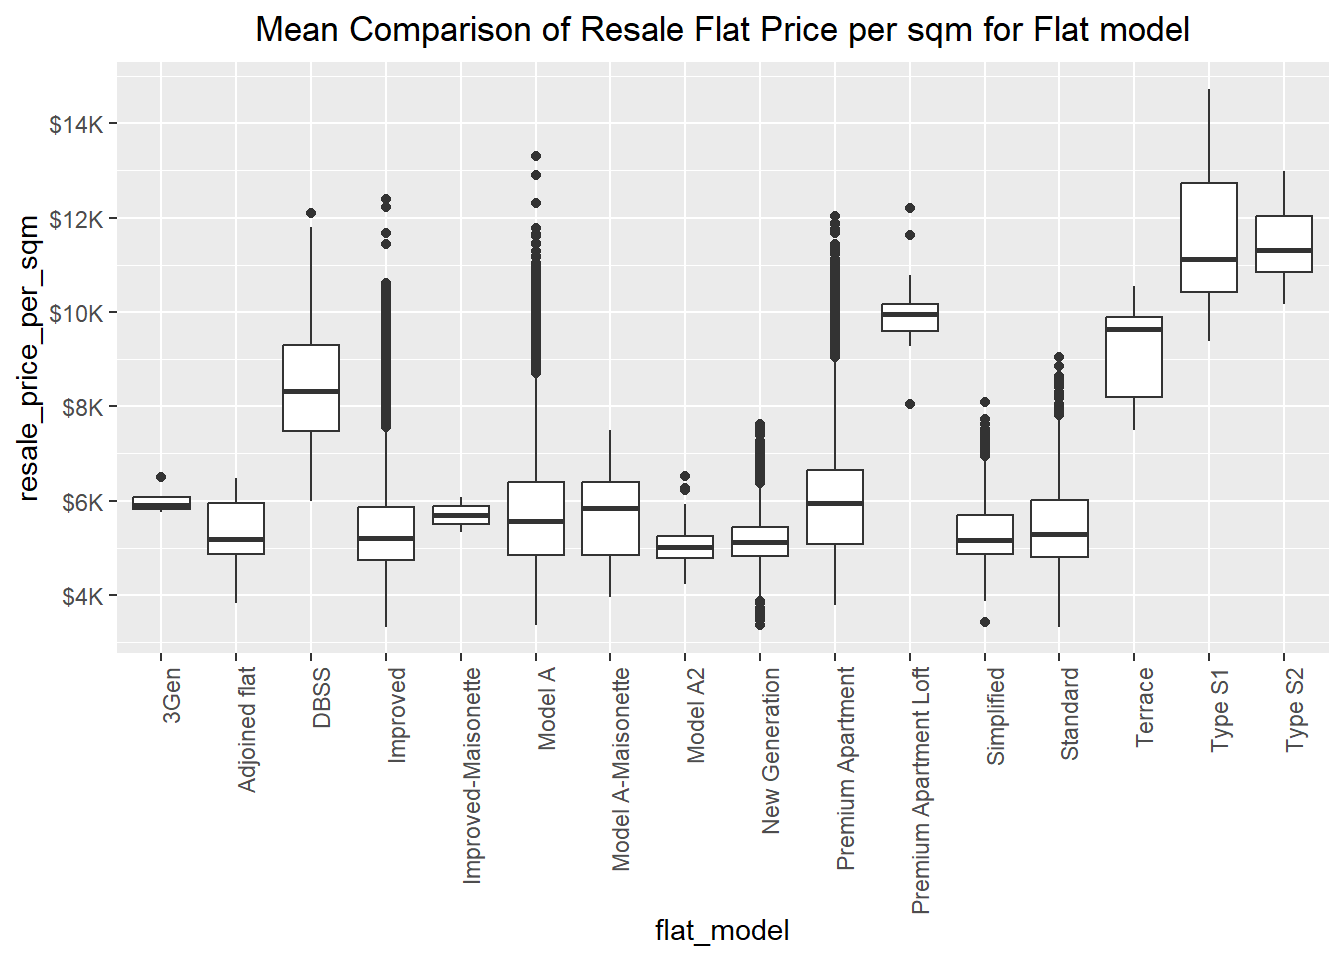 Mean Comparison of Resale Flat Price per sqm for Flat model
resale_price_per_sqm
$14K
$12K
$10K
$8K
$6K
$4K
3Gen
Adjoined flat
DBSS
Improved
Improved-Maisonette
Model A
Model A-Maisonette
Model A2
New Generation
Premium Apartment
Premium Apartment Loft
Simplified
Standard
Terrace
Type S1
Type S2
flat_model